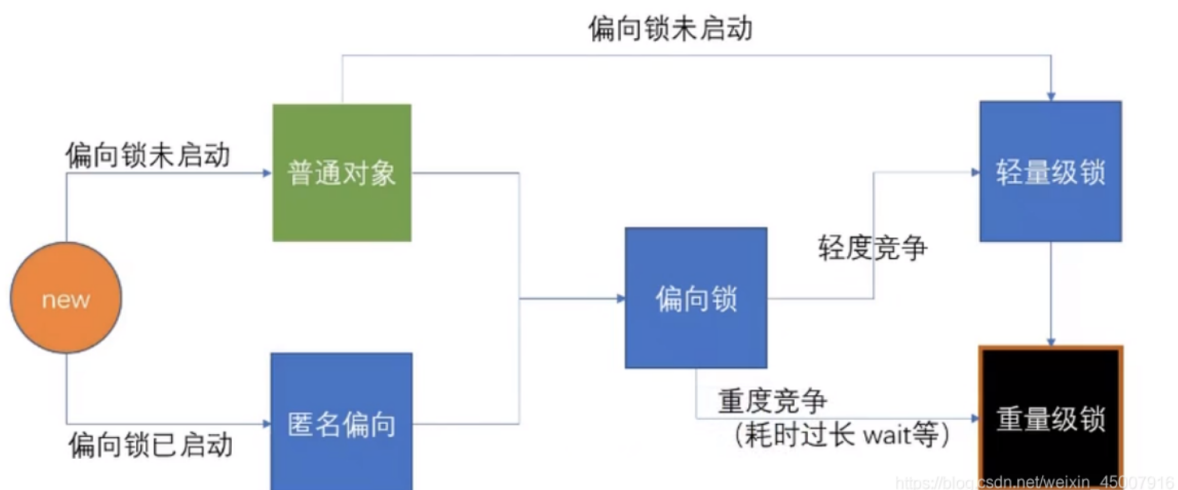 偏向锁未启动
偏向锁未启动
普通对象
轻量级锁
轻度竞争
new
偏向锁
匿名偏向
偏向锁已启动
重度竞争
（耗时过长 wait等）
重量级锁
https://blog.csdn.net/weixin_45007916